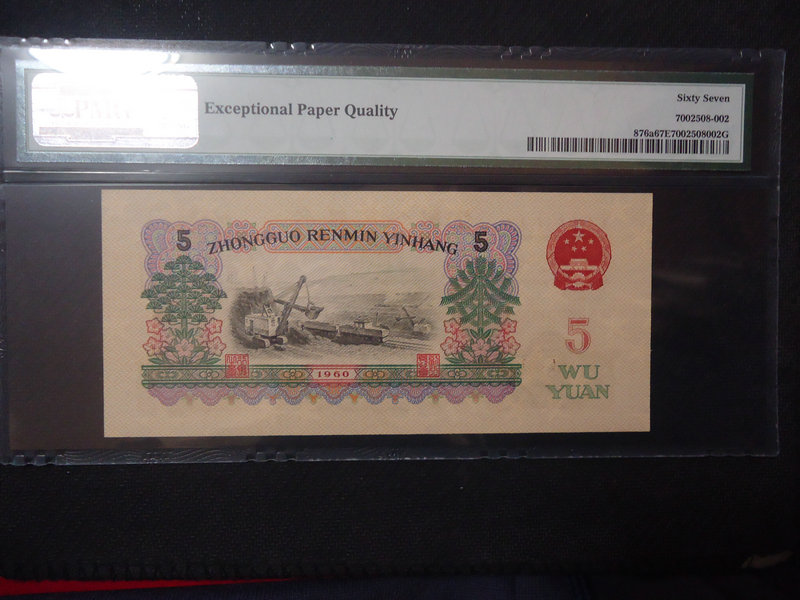 Exceptional Paper Quality
Sixty Seven
7002508-002
876a67E7002508002G
5 ZHONGGUO RENMIN YINHANG 5
5
WU
YUAN
1960